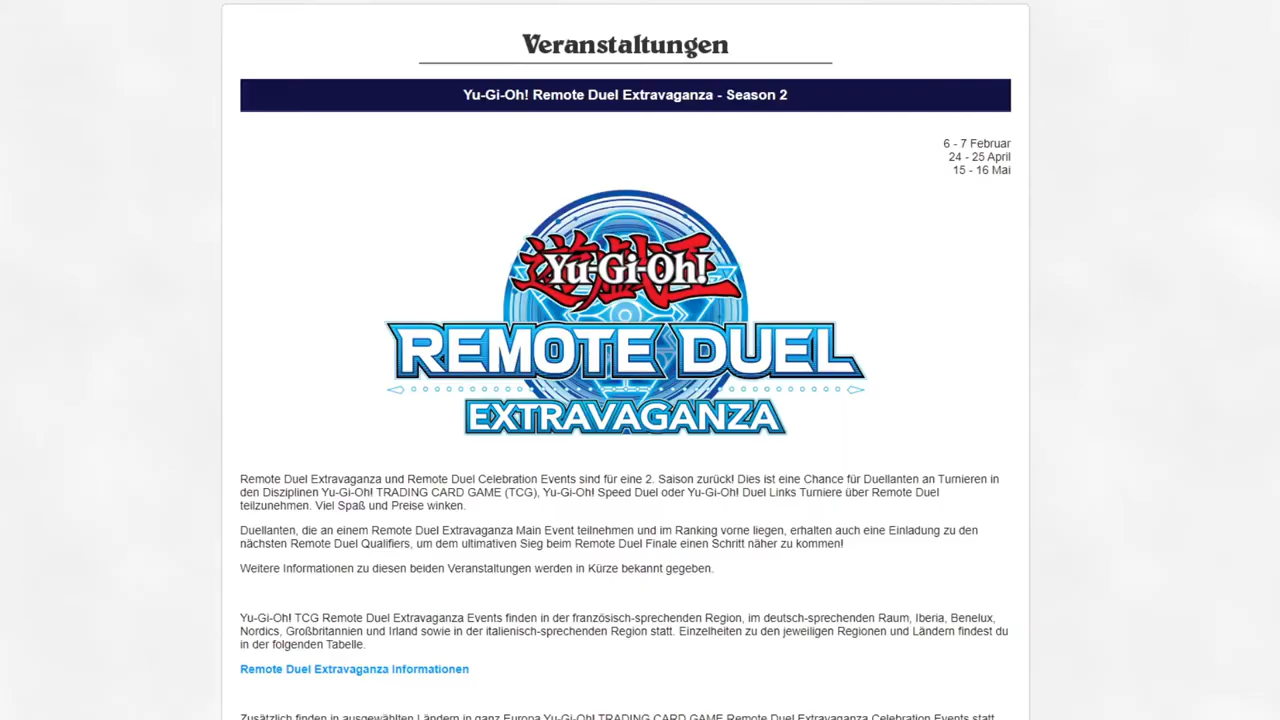 Veranstaltungen
Yu-Gi-Oh! Remote Duel Extravaganza - Season 2
6 - 7 Februar
24 - 25 April
15 - 16 Mai
遊戯王
Yu-Gi-Oh!
REMOTE DUEL
EXTRAVAGANZA
Remote Duel Extravaganza und Remote Duel Celebration Events sind für eine 2. Saison zurück! Dies ist eine Chance für Duellanten an Turnieren in
den Disziplinen Yu-Gi-Oh! TRADING CARD GAME (TCG), Yu-Gi-Oh! Speed Duel oder Yu-Gi-Oh! Duel Links Turniere über Remote Duel
teilzunehmen. Viel Spaß und Preise winken.
Duellanten, die an einem Remote Duel Extravaganza Main Event teilnehmen und im Ranking vorne liegen, erhalten auch eine Einladung zu den
nächsten Remote Duel Qualifiers, um dem ultimativen Sieg beim Remote Duel Finale einen Schritt näher zu kommen!
Weitere Informationen zu diesen beiden Veranstaltungen werden in Kürze bekannt gegeben.
Yu-Gi-Oh! TCG Remote Duel Extravaganza Events finden in der französisch-sprechenden Region, im deutsch-sprechenden Raum, Iberia, Benelux,
Nordics, Großbritannien und Irland sowie in der italienisch-sprechenden Region statt. Einzelheiten zu den jeweiligen Regionen und Ländern findest du
in der folgenden Tabelle.
Remote Duel Extravaganza Informationen
Zusätzlich finden in ausgewählten Ländern in ganz Europa Yu-Gi-Oh! TRADING CARD GAME Remote Duel Extravaganza Celebration Events statt